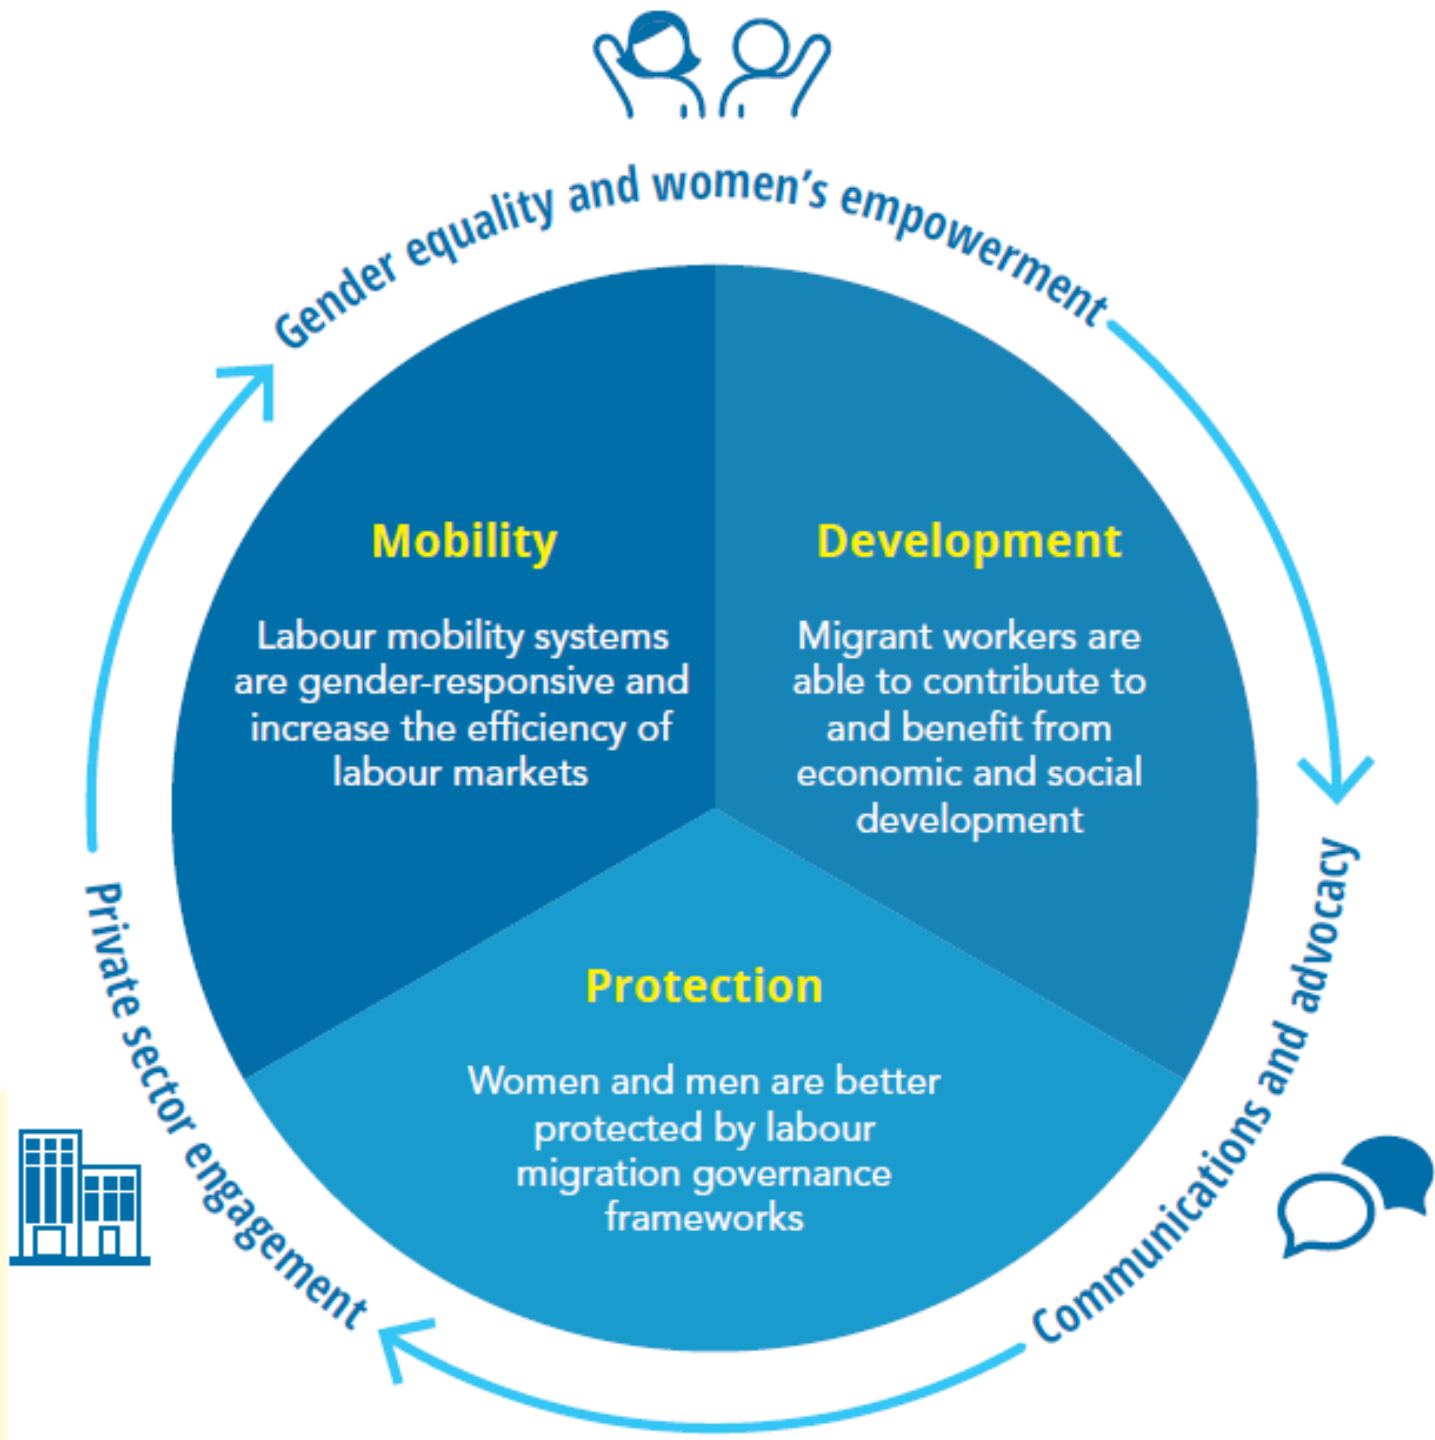 Gender equality and women's empowerment
Mobility
Labour mobility systems
are gender-responsive and
increase the efficiency of
labour markets
Development
Migrant workers are
able to contribute to
and benefit from
economic and social
development
Protection
Women and men are better
protected by labour
migration governance
frameworks
Communications and advocacy
Private sector engagement